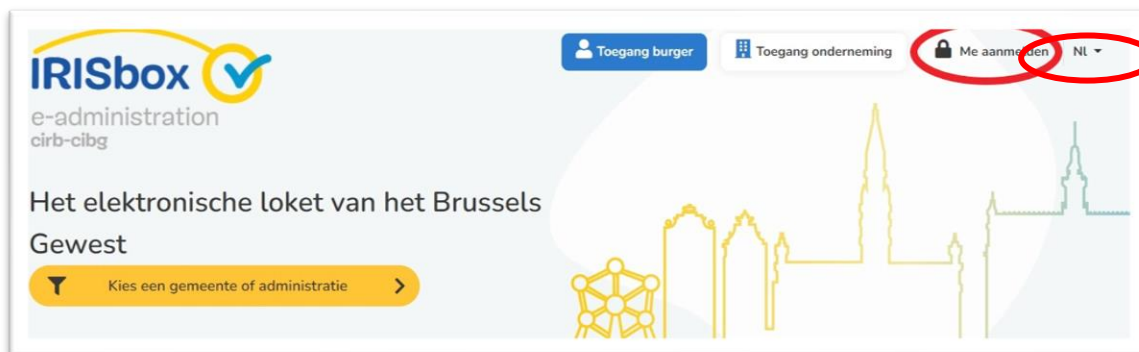 IRISbox
e-administration
cirb-cibg
Toegang burger
Toegang onderneming
Me aanmelden
Nl
Het elektronische loket van het Brussels
Gewest
Kies een gemeente of administratie